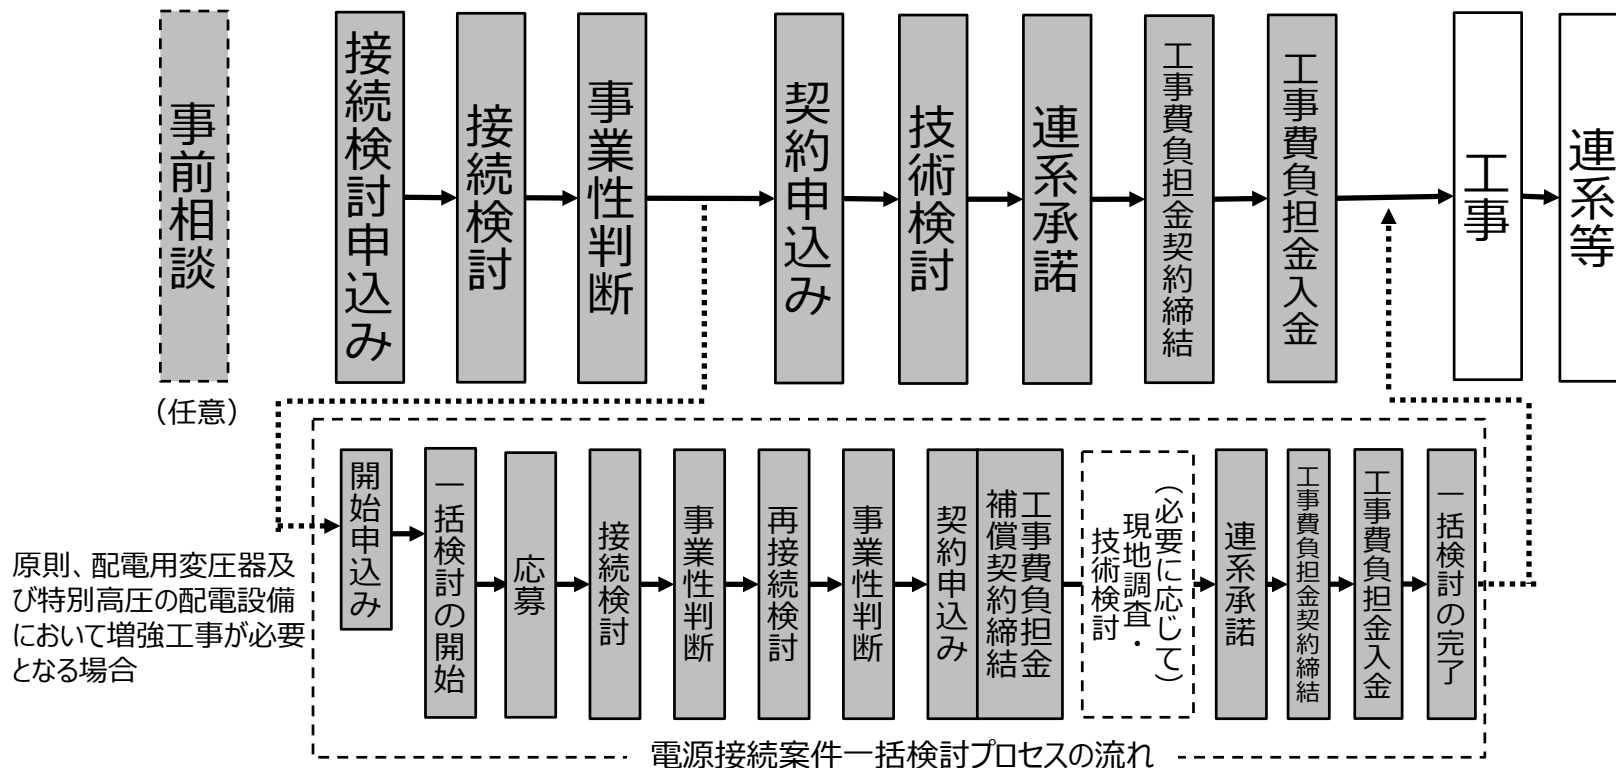 事前相談
(任意)
接続検討申込み
接続検討
事業性判断
契約申込み
技術検討
連系承諾
工事費負担金契約締結
工事費負担金入金
工事
連系等
原則、配電用変圧器及
び特別高圧の配電設備
において増強工事が必要
となる場合
開始申込み
一括検討の開始
応募
接続検討
事業性判断
再接続検討
事業性判断
契約申込み
工事費負担金
補償契約締結
(必要に応じて)
現地調査・
技術検討
連系承諾
工事費負担金契約締結
工事費負担金入金
一括検討の完了
電源接続案件一括検討プロセスの流れ